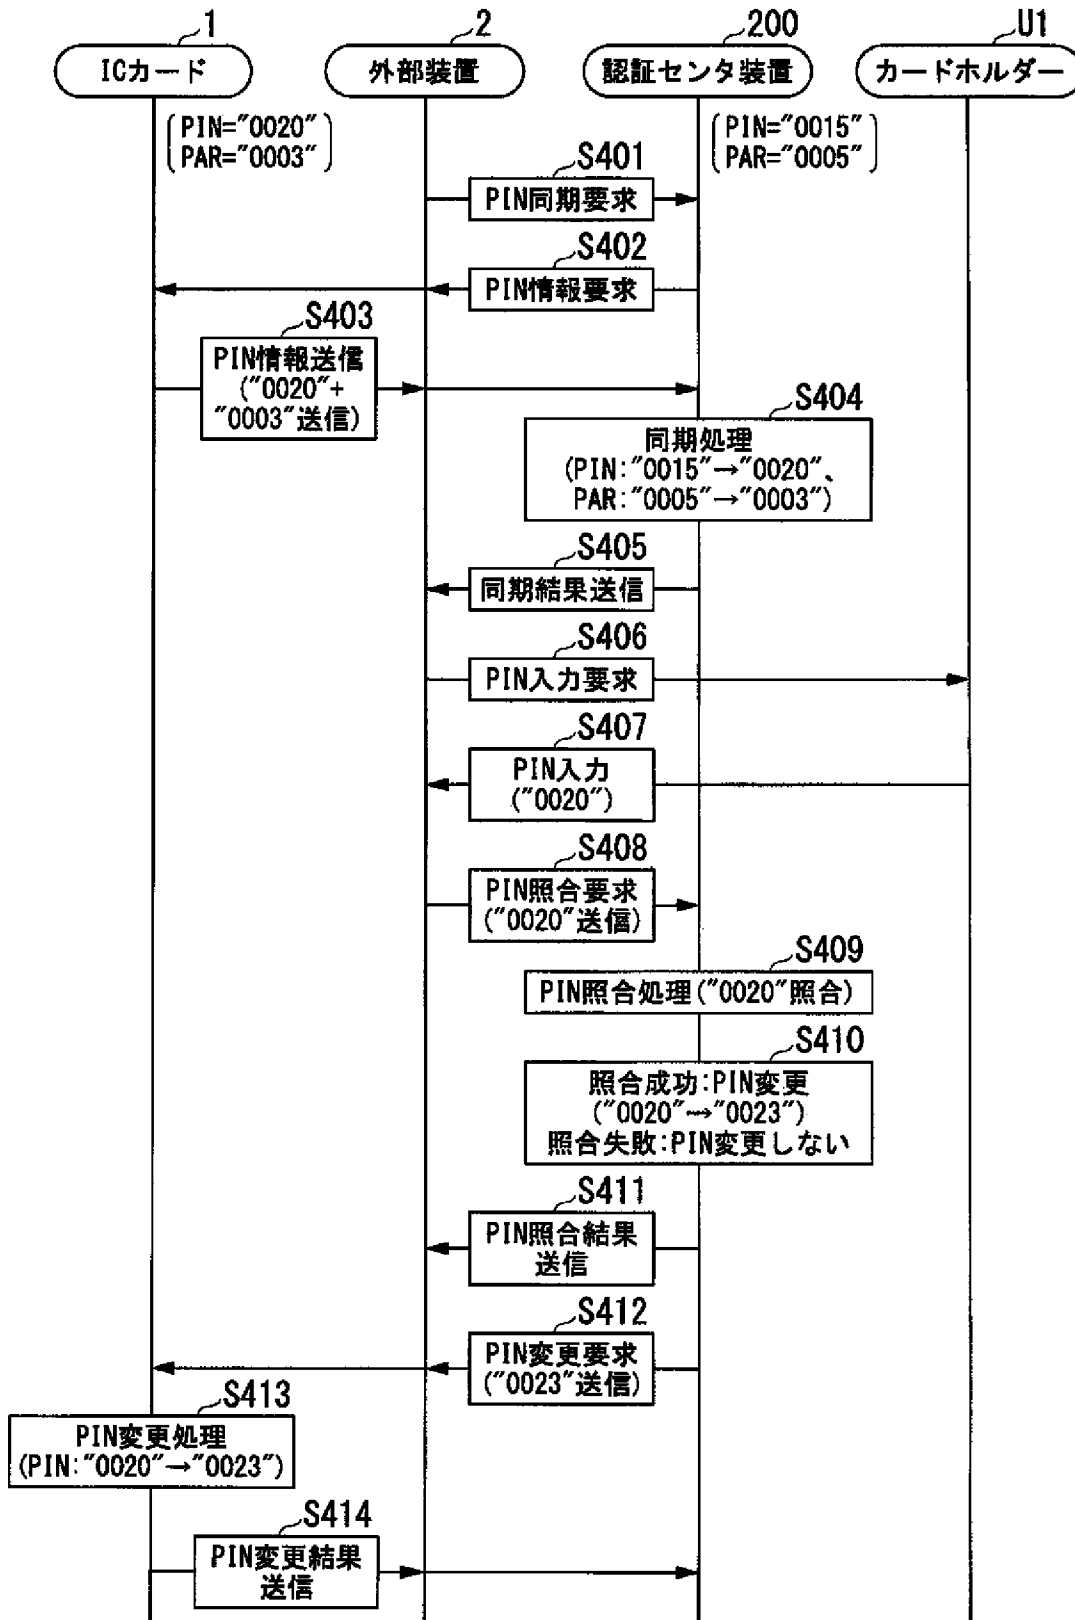 1
2
200
U1
ICカード
外部装置
認証センタ装置
カードホルダー
(PIN="0020"
PAR="0003")
(PIN="0015"
PAR="0005")
S401
PIN同期要求
S402
PIN情報要求
S403
PIN情報送信
("0020"+
"0003"送信)
S404
同期処理
(PIN:"0015"→"0020"、
PAR:"0005"→"0003")
S405
同期結果送信
S406
PIN入力要求
S407
PIN入力
("0020")
S408
PIN照合要求
("0020"送信)
S409
PIN照合処理("0020"照合)
S410
照合成功:PIN変更
("0020"→"0023")
照合失敗:PIN変更しない
S411
PIN照合結果
送信
S412
PIN変更要求
("0023"送信)
S413
PIN変更処理
(PIN:"0020"→"0023")
S414
PIN変更結果
送信